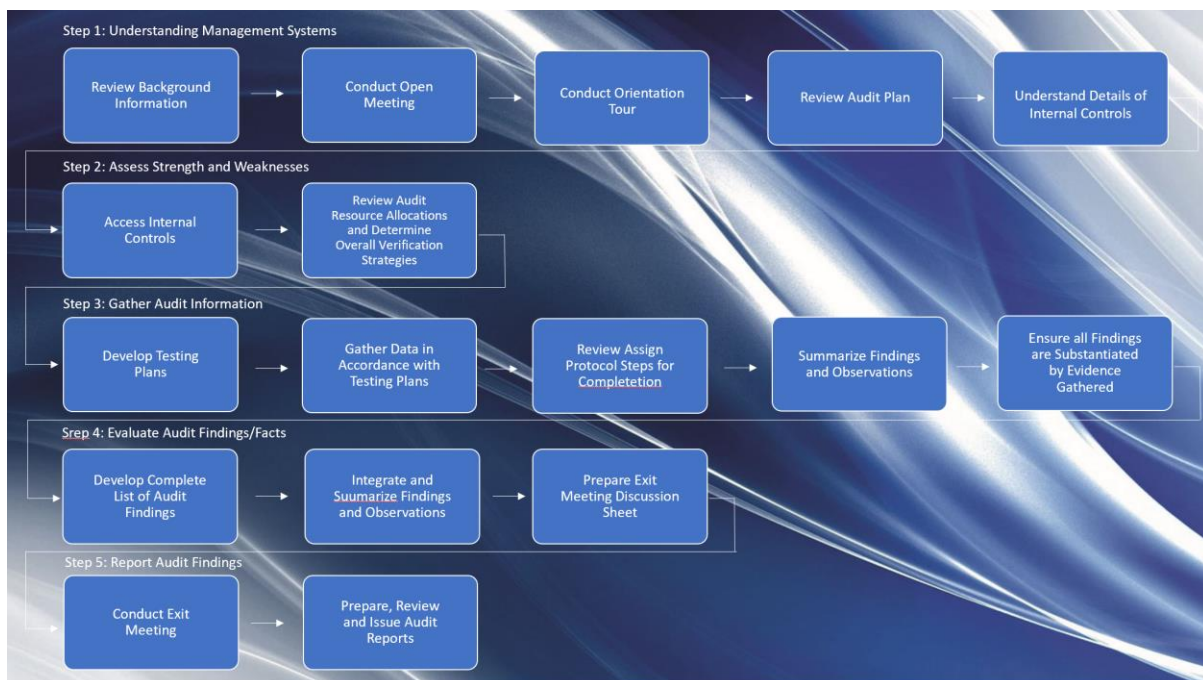 Step 1: Understanding Management Systems
Review Background
Information
Conduct Open
Meeting
Conduct Orientation
Tour
Review Audit Plan
Understand Details of
Internal Controls
Step 2: Assess Strength and Weaknesses
Access Internal
Controls
Review Audit
Resource Allocations
and Determine
Overall Verification
Strategies
Step 3: Gather Audit Information
Develop Testing
Plans
Gather Data in
Accordance with
Testing Plans
Review Assign
Protocol Steps for
Completetion
Summarize Findings
and Observations
Ensure all Findings
are Substantiated
by Evidence
Gathered
Srep 4: Evaluate Audit Findings/Facts
Develop Complete
List of Audit
Findings
Integrate and
Suumarize Findings
and Observations
Prepare Exit
Meeting Discussion
Sheet
Step 5: Report Audit Findings
Conduct Exit
Meeting
Prepare, Review
and Issue Audit
Reports